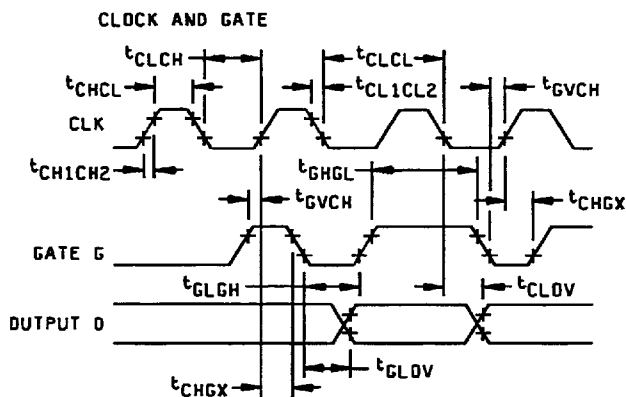 CLOCK AND GATE
tCLCH
tCLCL
tCHCL
tCL1CL2
tGVCH
CLK
tCH1CH2
tGHGL
tGVCH
tCHGX
GATE G
tGLGH
tCLOV
OUTPUT O
tGLOV
tCHGX